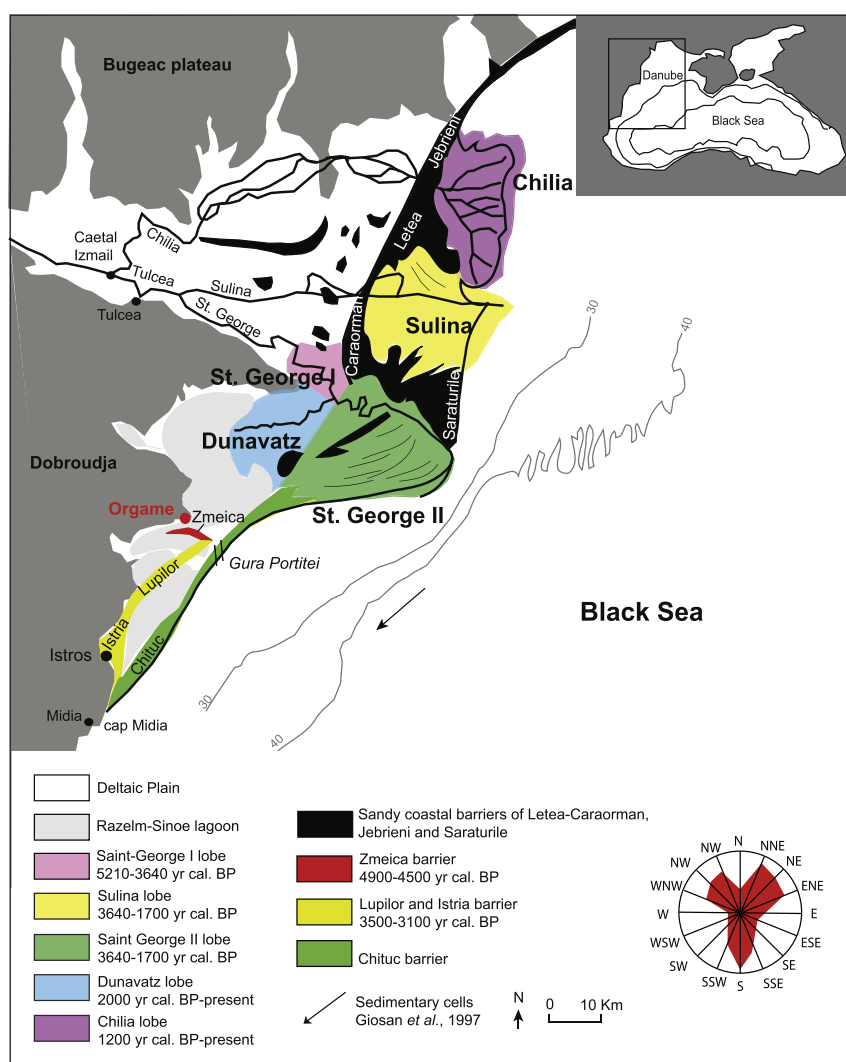 Bugeac plateau
Danube
Black Sea
Jebrieni
Chilia
Letea
Chilia
Caetal
Izmail
Tulcea
Sulina
St. George
Tulcea
Caraorman
Sulina
30
40
St. George I
Saraturile
Dunavatz
Dobroudja
Orgame
Zmeica
St. George II
Gura Portitei
Lupilor
Black Sea
Istria
Istros
Chituc
Midia
cap Midia
30
40
Deltaic Plain
Razelm-Sinoe lagoon
Saint-George I lobe
5210-3640 yr cal. BP
Sulina lobe
3640-1700 yr cal. BP
Saint George II lobe
3640-1700 yr cal. BP
Dunavatz lobe
2000 yr cal. BP-present
Chilia lobe
1200 yr cal. BP-present
Sandy coastal barriers of Letea-Caraorman,
Jebrieni and Saraturile
Zmeica barrier
4900-4500 yr cal. BP
Lupilor and Istria barrier
3500-3100 yr cal. BP
Chituc barrier
Sedimentary cells
Giosan et al., 1997
N
0 10 Km
N
NNE
NE
ENE
E
ESE
SE
SSE
S
SSW
SW
WSW
W
WNW
NW
NW